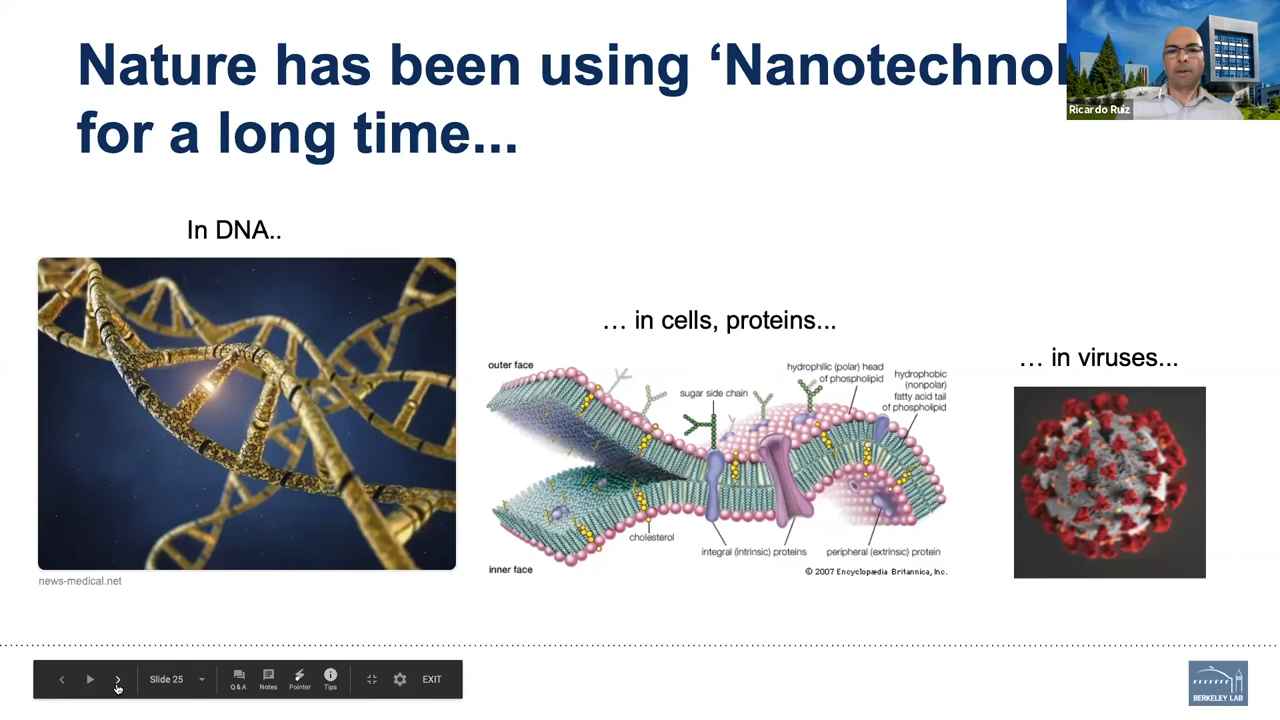 Nature has been using ‘Nanotechnol
for a long time...
Ricardo Ruiz
In DNA..
… in cells, proteins...
… in viruses...
outer face
sugar side chain
hydrophilic (polar) head
of phospholipid
hydrophobic
(nonpolar)
fatty acid tail
of phospholipid
cholesterol
integral (intrinsic) proteins
peripheral (extrinsic) protein
inner face
© 2007 Encyclopædia Britannica, Inc.
news-medical.net
Slide 25
Q&A
Notes
Pointer
Tips
EXIT
BERKELEY LAB